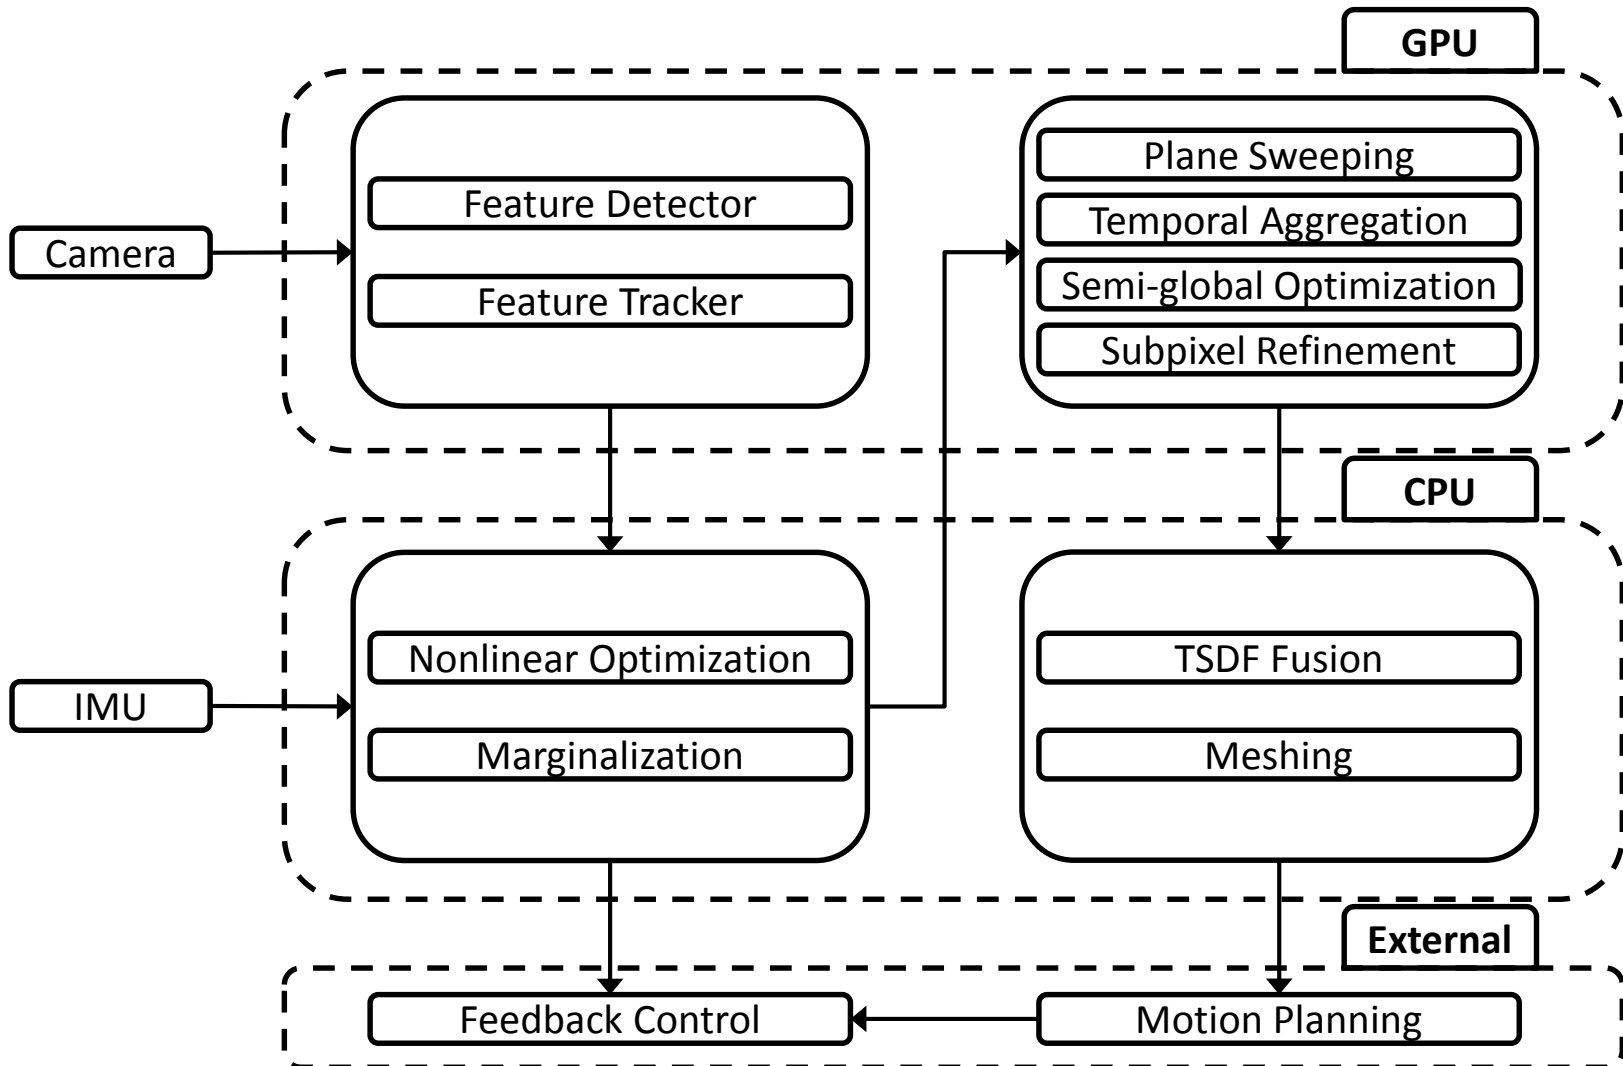 GPU
Feature Detector
Feature Tracker
Plane Sweeping
Temporal Aggregation
Semi-global Optimization
Subpixel Refinement
Camera
CPU
Nonlinear Optimization
Marginalization
TSDF Fusion
Meshing
IMU
External
Feedback Control
Motion Planning